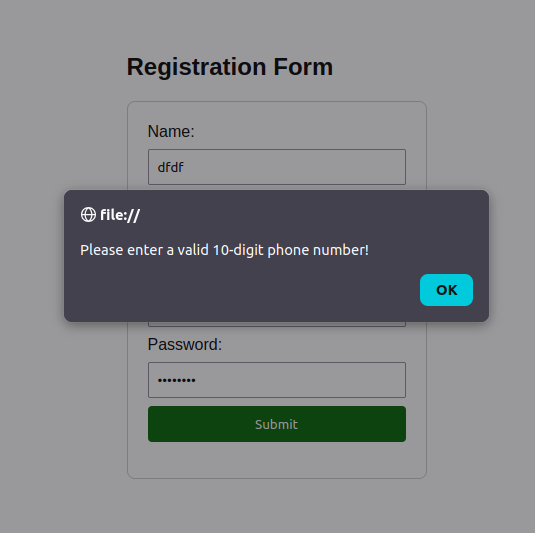 Registration Form
Name:
dfdf
file://
Please enter a valid 10-digit phone number!
OK
Password:
••••••••
Submit